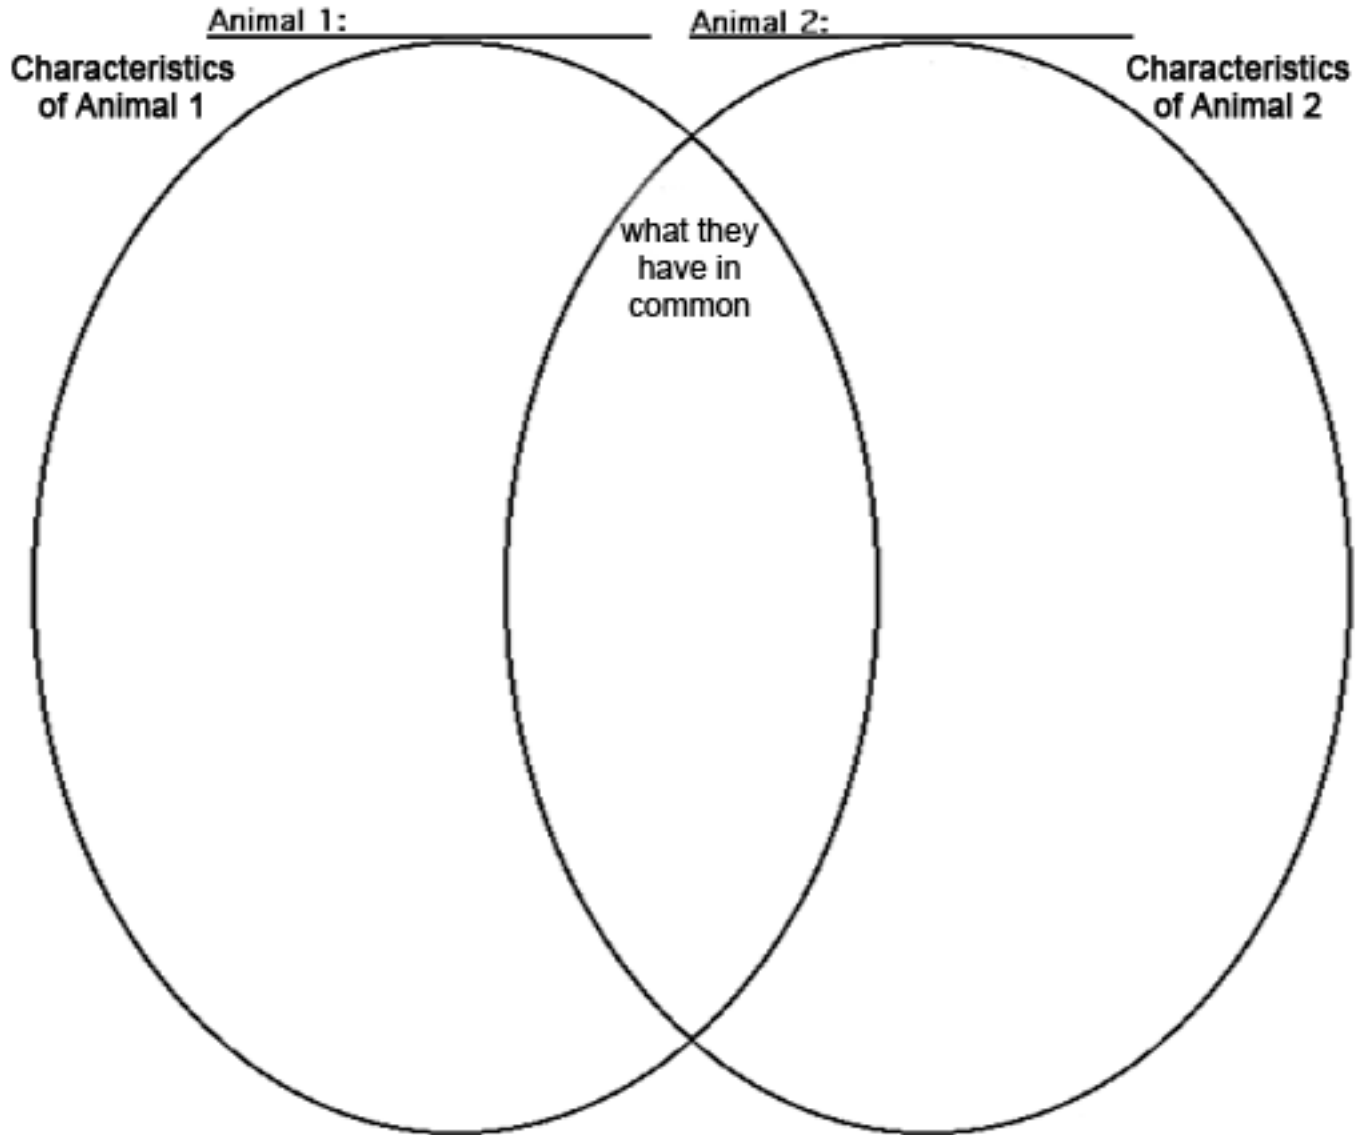 Animal 1:
Animal 2:
Characteristics
of Animal 1
Characteristics
of Animal 2
what they
have in
common